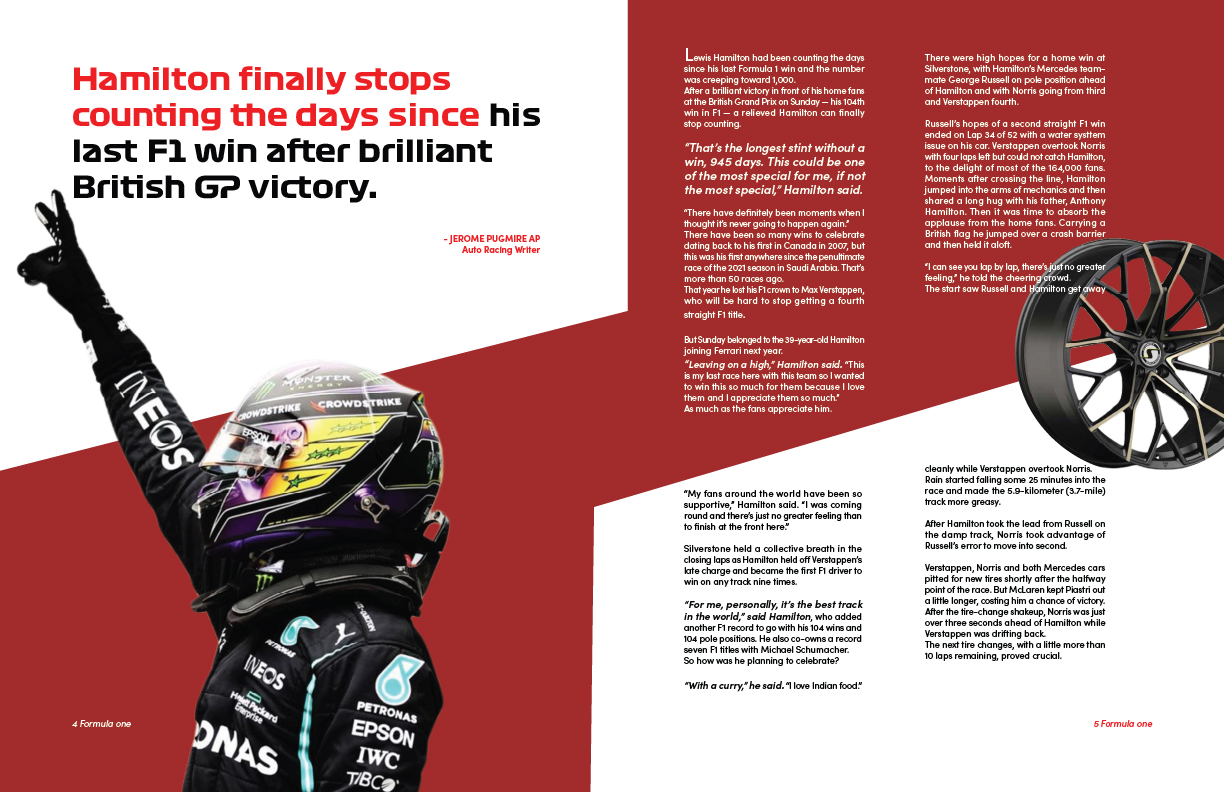 Hamilton finally stops
counting the days since his
last F1 win after brilliant
British GP victory.
- JEROME PUGMIRE AP
Auto Racing Writer
INEOS
MONSTER
ENERGY
CROWDSTRIKE
CROWDSTRIKE
EPSON
PETRONAS
INEOS
Hewlett Packard
Enterprise
ONAS
PETRONAS
EPSON
IWC
TIBCO
4 Formula one
Lewis Hamilton had been counting the days
since his last Formula 1 win and the number
was creeping toward 1,000.
After a brilliant victory in front of his home fans
at the British Grand Prix on Sunday — his 104th
win in F1 — a relieved Hamilton can finally
stop counting.
“That’s the longest stint without a
win, 945 days. This could be one
of the most special for me, if not
the most special,” Hamilton said.
“There have definitely been moments when I
thought it’s never going to happen again.”
There have been so many wins to celebrate
dating back to his first in Canada in 2007, but
this was his first anywhere since the penultimate
race of the 2021 season in Saudi Arabia. That’s
more than 50 races ago.
That year he lost his F1 crown to Max Verstappen,
who will be hard to stop getting a fourth
straight F1 title.
But Sunday belonged to the 39-year-old Hamilton
joining Ferrari next year.
“Leaving on a high,” Hamilton said. “This
is my last race here with this team so I wanted
to win this so much for them because I love
them and I appreciate them so much.”
As much as the fans appreciate him.
“My fans around the world have been so
supportive,” Hamilton said. “I was coming
round and there’s just no greater feeling than
to finish at the front here.”
Silverstone held a collective breath in the
closing laps as Hamilton held off Verstappen’s
late charge and became the first F1 driver to
win on any track nine times.
“For me, personally, it’s the best track
in the world,” said Hamilton, who added
another F1 record to go with his 104 wins and
104 pole positions. He also co-owns a record
seven F1 titles with Michael Schumacher.
So how was he planning to celebrate?
“With a curry,” he said. “I love Indian food.”
There were high hopes for a home win at
Silverstone, with Hamilton’s Mercedes team-
mate George Russell on pole position ahead
of Hamilton and with Norris going from third
and Verstappen fourth.
Russell’s hopes of a second straight F1 win
ended on Lap 34 of 52 with a water systtem
issue on his car. Verstappen overtook Norris
with four laps left but could not catch Hamilton,
to the delight of most of the 164,000 fans.
Moments after crossing the line, Hamilton
jumped into the arms of mechanics and then
shared a long hug with his father, Anthony
Hamilton. Then it was time to absorb the
applause from the home fans. Carrying a
British flag he jumped over a crash barrier
and then held it aloft.
“I can see you lap by lap, there’s just no greater
feeling,” he told the cheering crowd.
The start saw Russell and Hamilton get away
cleanly while Verstappen overtook Norris.
Rain started falling some 25 minutes into the
race and made the 5.9-kilometer (3.7-mile)
track more greasy.
After Hamilton took the lead from Russell on
the damp track, Norris took advantage of
Russell’s error to move into second.
Verstappen, Norris and both Mercedes cars
pitted for new tires shortly after the halfway
point of the race. But McLaren kept Piastri out
a little longer, costing him a chance of victory.
After the tire-change shakeup, Norris was just
over three seconds ahead of Hamilton while
Verstappen was drifting back.
The next tire changes, with a little more than
10 laps remaining, proved crucial.
5 Formula one